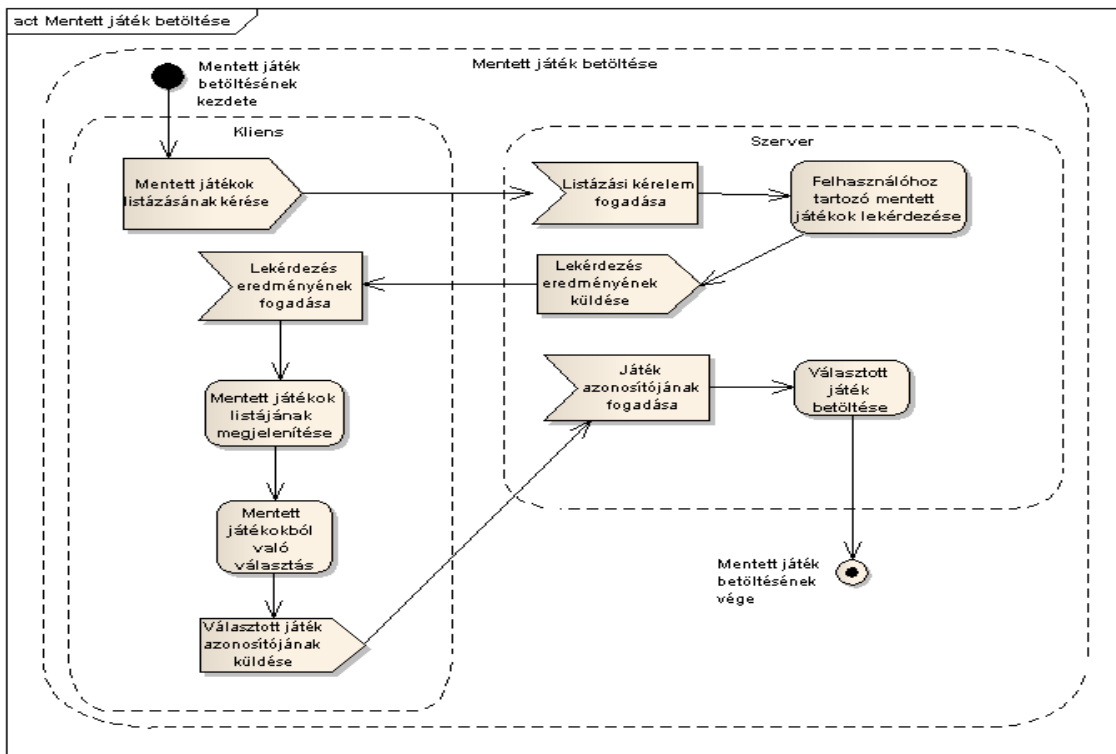 act Mentett játék betöltése
Mentett játék betöltése
Mentett játék
betöltésének
kezdete
Kliens
Szerver
Mentett játékok
listázásának kérése
Listázási kérelem
fogadása
Felhasználóhoz
tartozó mentett
játékok lekérdezése
Lekérdezés
eredményének
fogadása
Lekérdezés
eredményének
küldése
Mentett játékok
listájának
megjelenítése
Játék
azonosítójának
fogadása
Választott
játék
betöltése
Mentett
játékokból
való
választás
Mentett játék
betöltésének
vége
Választott játék
azonosítójának
küldése